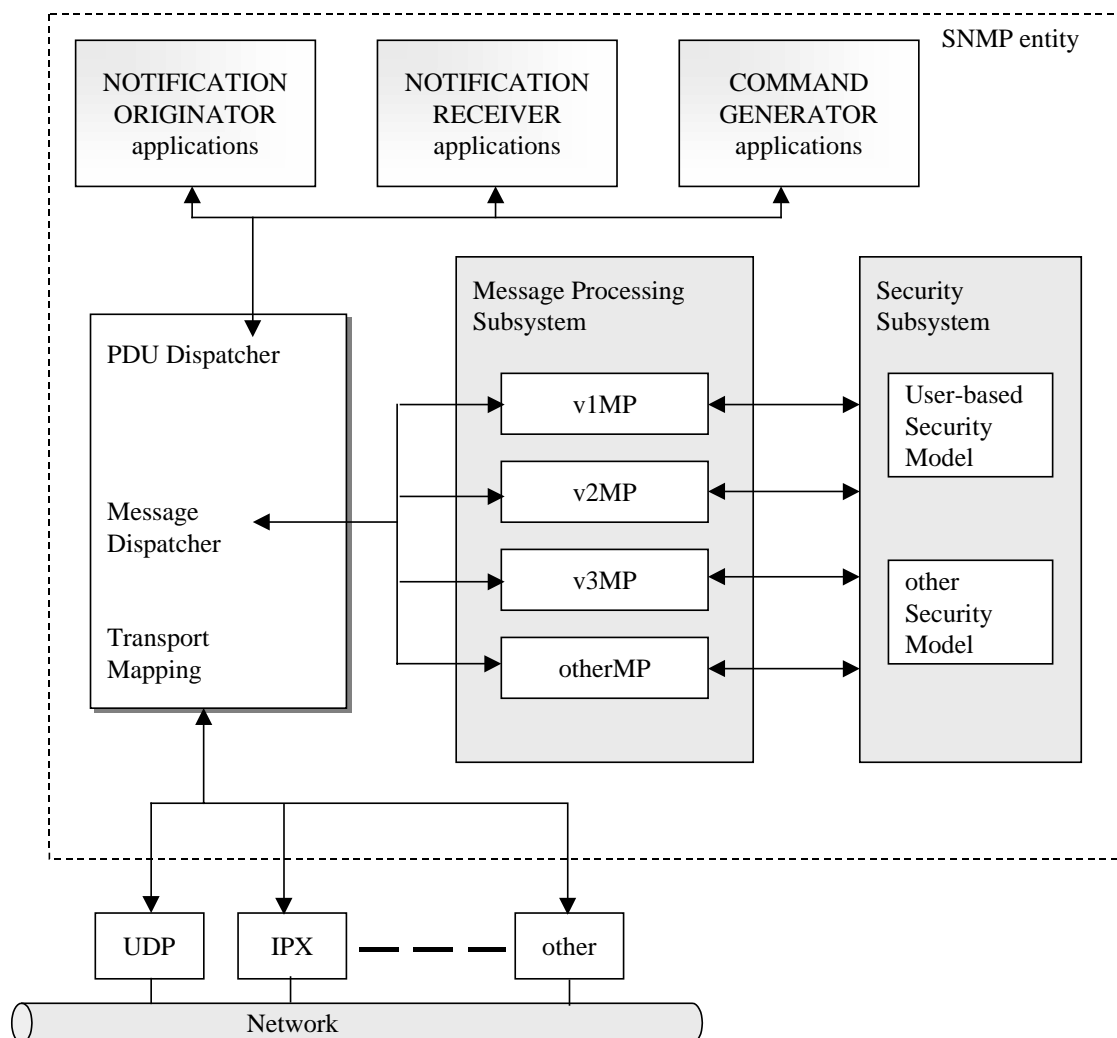 SNMP entity
NOTIFICATION
ORIGINATOR
applications
NOTIFICATION
RECEIVER
applications
COMMAND
GENERATOR
applications
PDU Dispatcher
Message
Dispatcher
Transport
Mapping
Message Processing
Subsystem
v1MP
v2MP
v3MP
otherMP
Security
Subsystem
User-based
Security
Model
other
Security
Model
UDP
IPX
other
Network